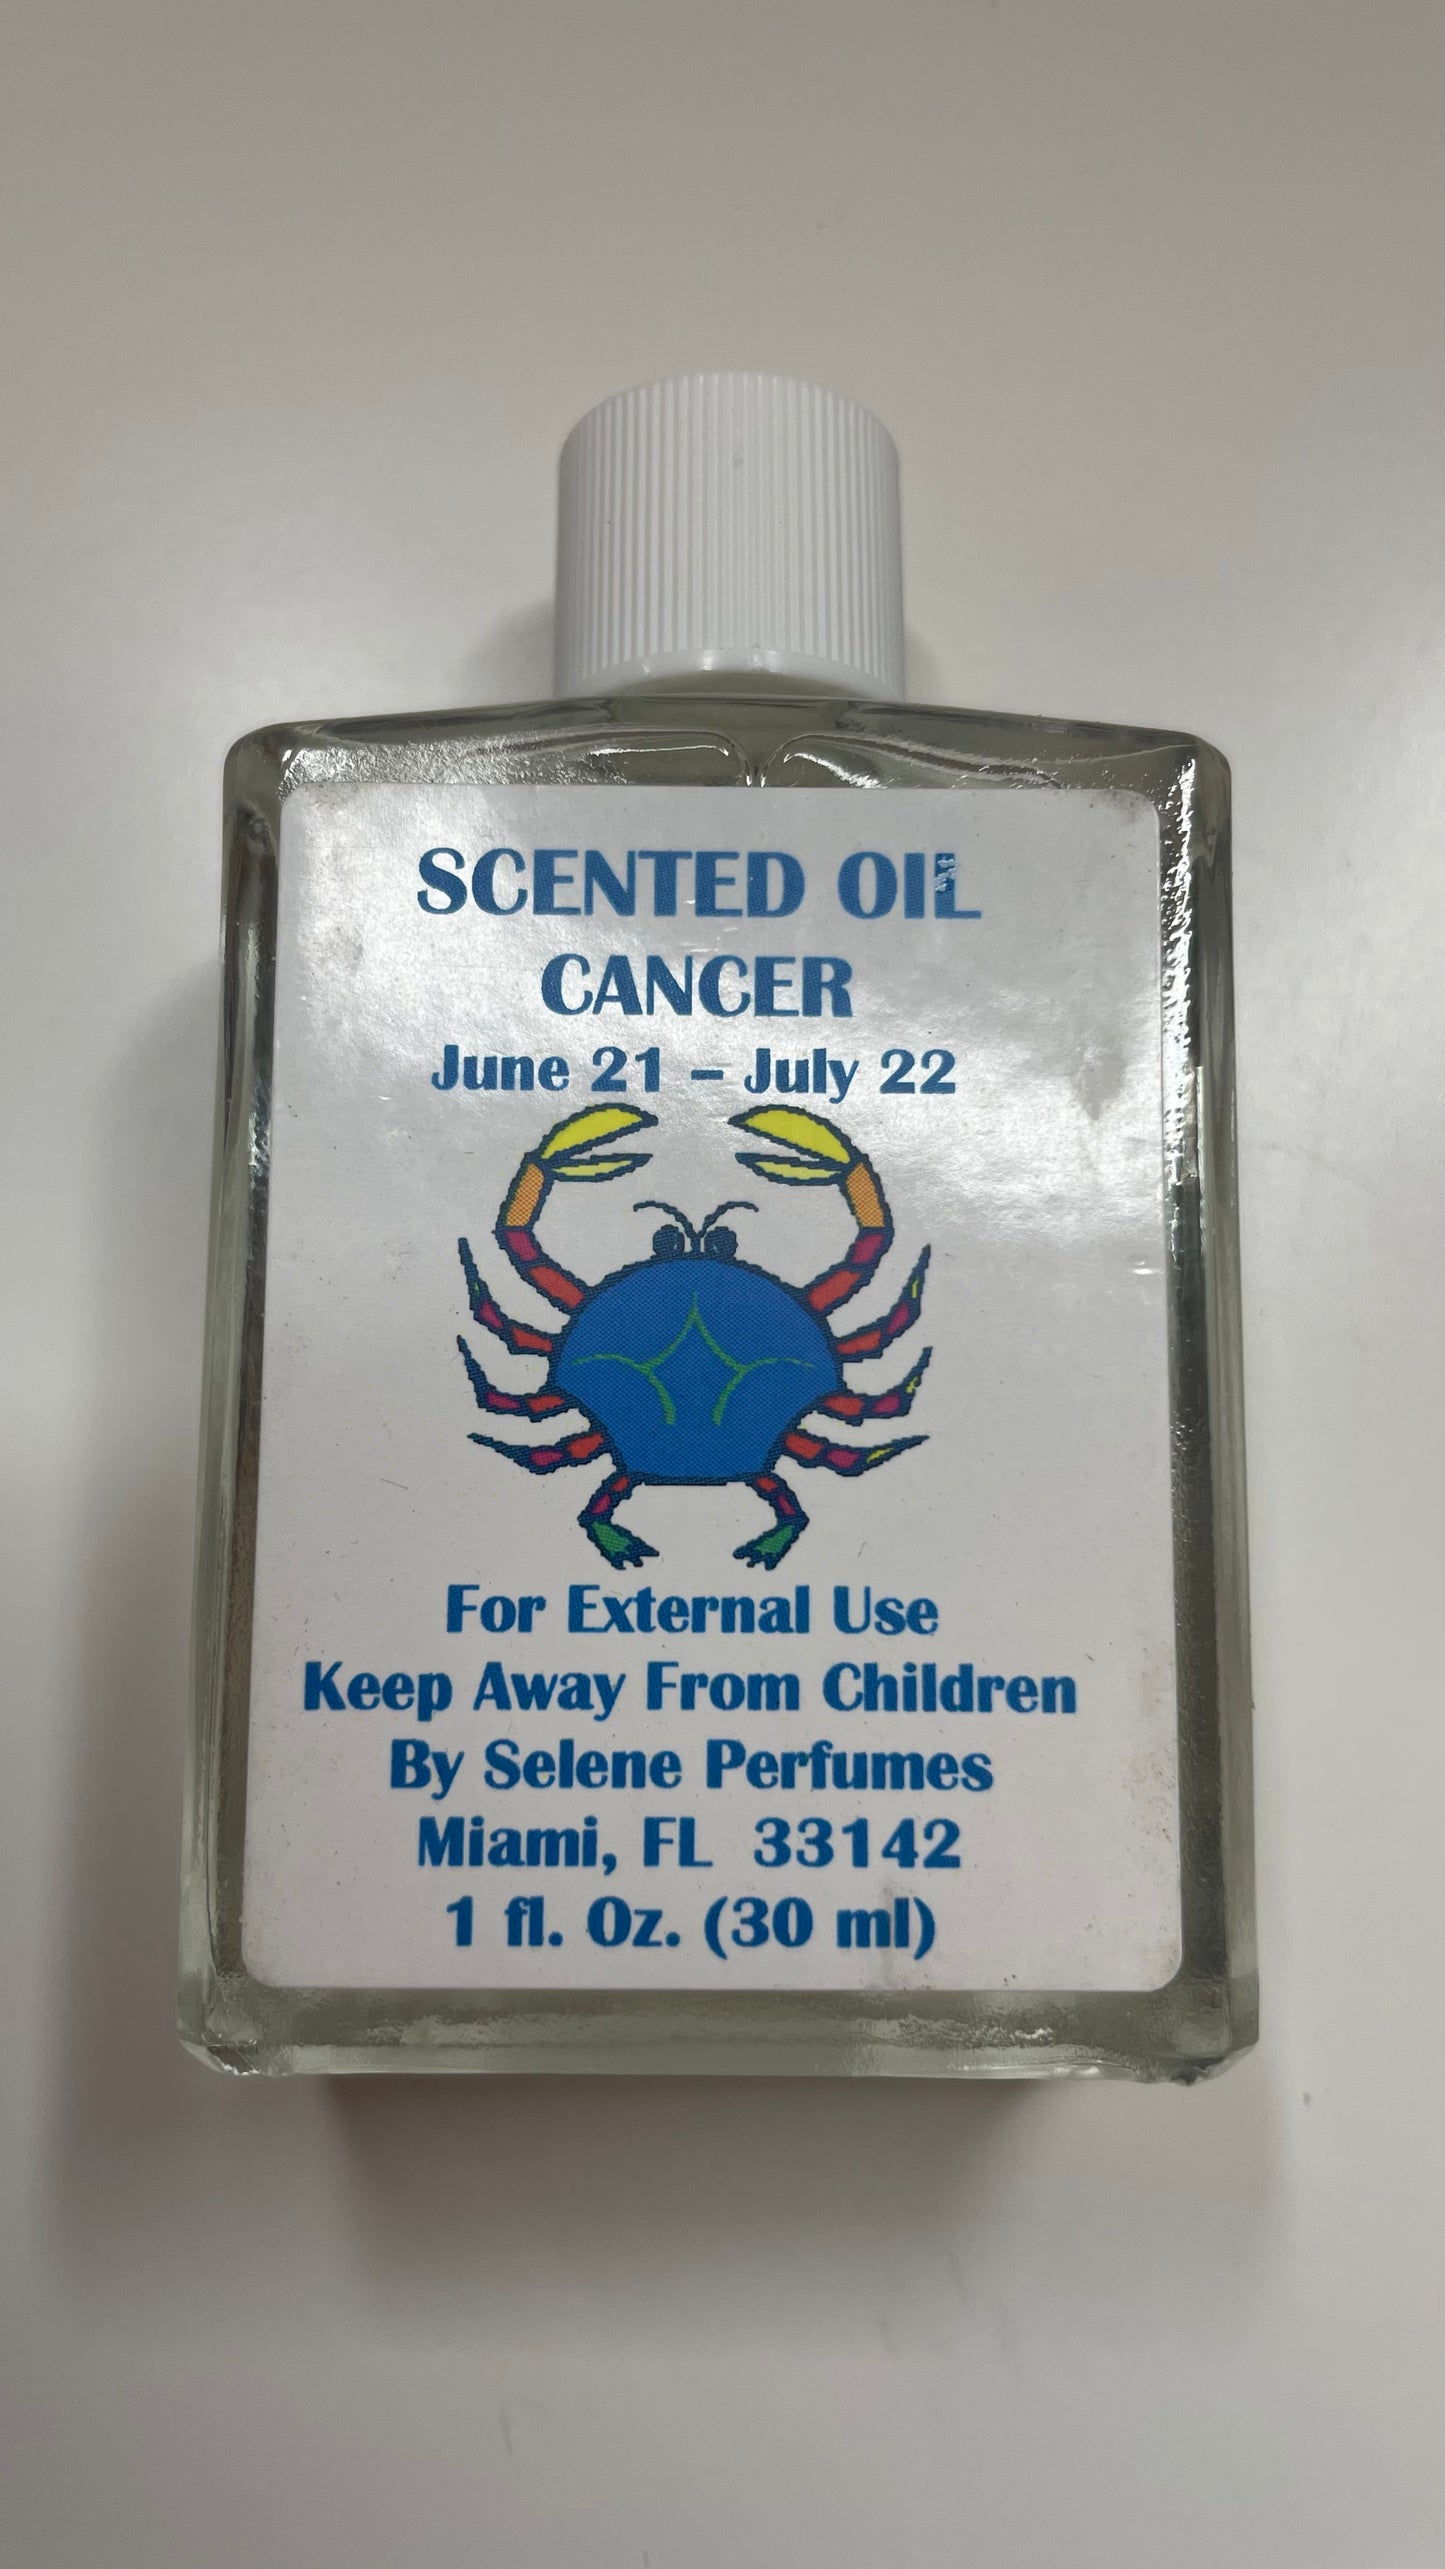 SCENTED OIL
CANCER
June 21 – July 22
For External Use
Keep Away From Children
By Selene Perfumes
Miami, FL 33142
1 fl. Oz. (30 ml)